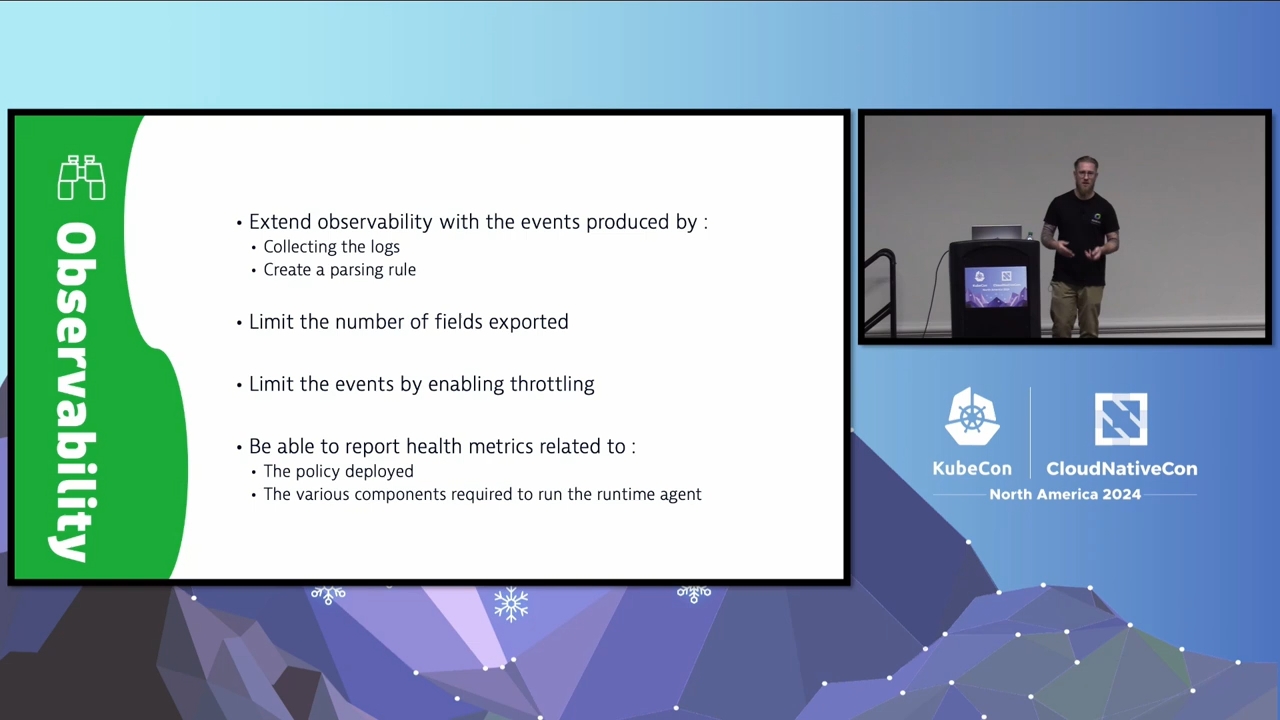 Observability
• Extend observability with the events produced by :
• Collecting the logs
• Create a parsing rule
• Limit the number of fields exported
• Limit the events by enabling throttling
• Be able to report health metrics related to :
• The policy deployed
• The various components required to run the runtime agent
KubeCon
CloudNativeCon
KubeCon
CloudNativeCon
North America 2024